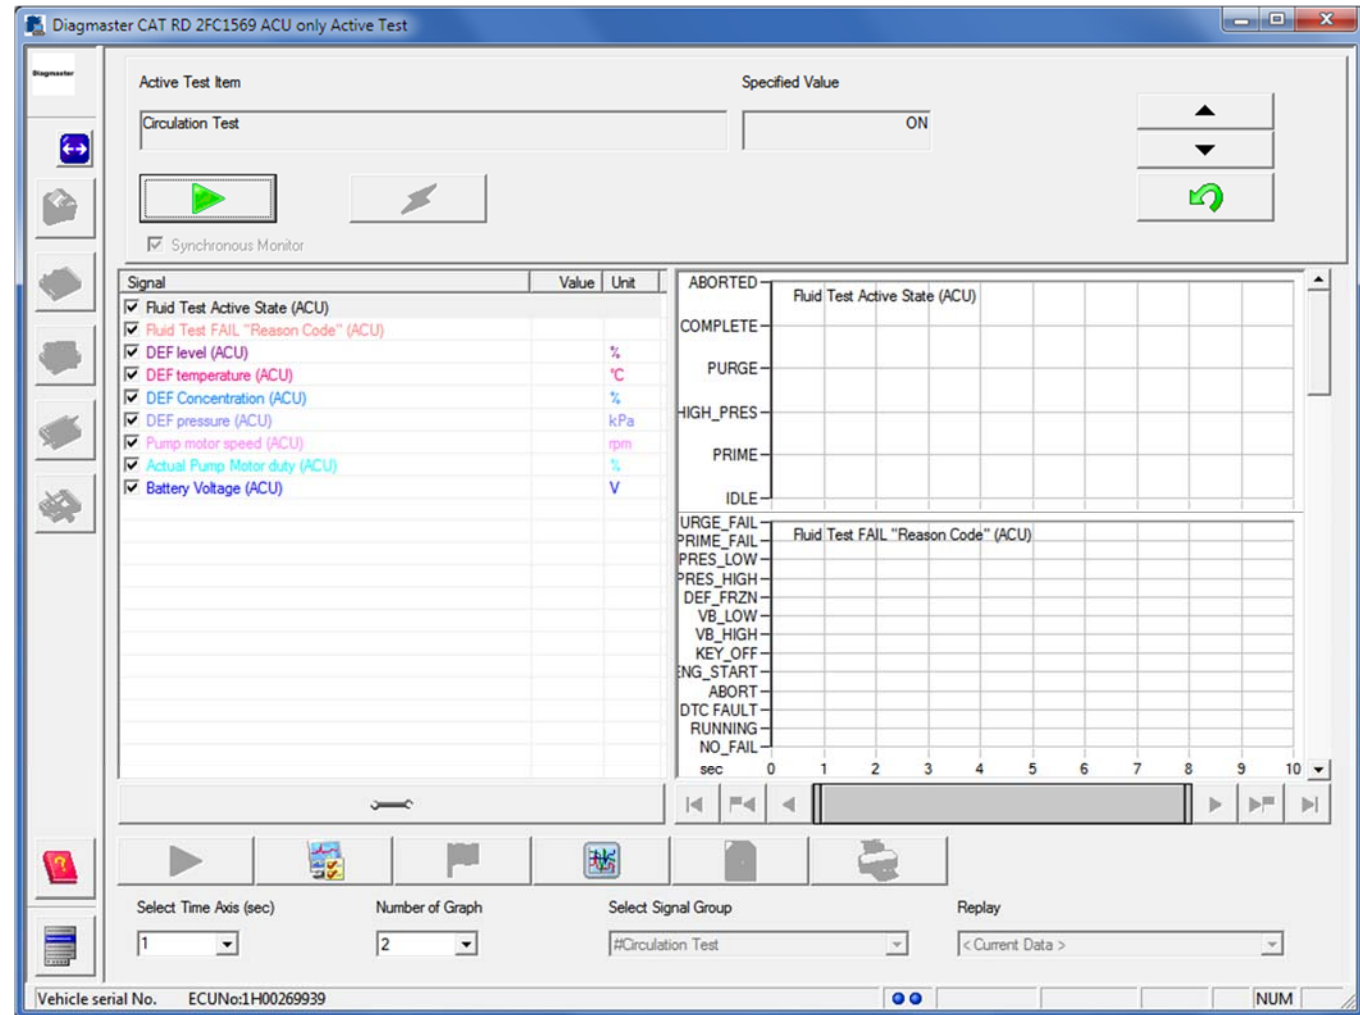 Diagmaster CAT RD 2FC1569 ACU only Active Test
Diagmaster
Active Test Item
Specified Value
Circulation Test
ON
Synchronous Monitor
Signal Value Unit
Fluid Test Active State (ACU)
Fluid Test FAIL "Reason Code" (ACU)
DEF level (ACU) %
DEF temperature (ACU) °C
DEF Concentration (ACU) %
DEF pressure (ACU) kPa
Pump motor speed (ACU) rpm
Actual Pump Motor duty (ACU) %
Battery Voltage (ACU) V
Fluid Test Active State (ACU)
ABORTED
COMPLETE
PURGE
HIGH_PRES
PRIME
IDLE
Fluid Test FAIL "Reason Code" (ACU)
URGE_FAIL
PRIME_FAIL
PRES_LOW
PRES_HIGH
DEF_FRZN
VB_LOW
VB_HIGH
KEY_OFF
ENG_START
ABORT
DTC FAULT
RUNNING
NO_FAIL
sec 0 1 2 3 4 5 6 7 8 9 10
Select Time Axis (sec)
Number of Graph
Select Signal Group
Replay
1
2
#Circulation Test
< Current Data >
Vehicle serial No. ECUNo:1H00269939 NUM